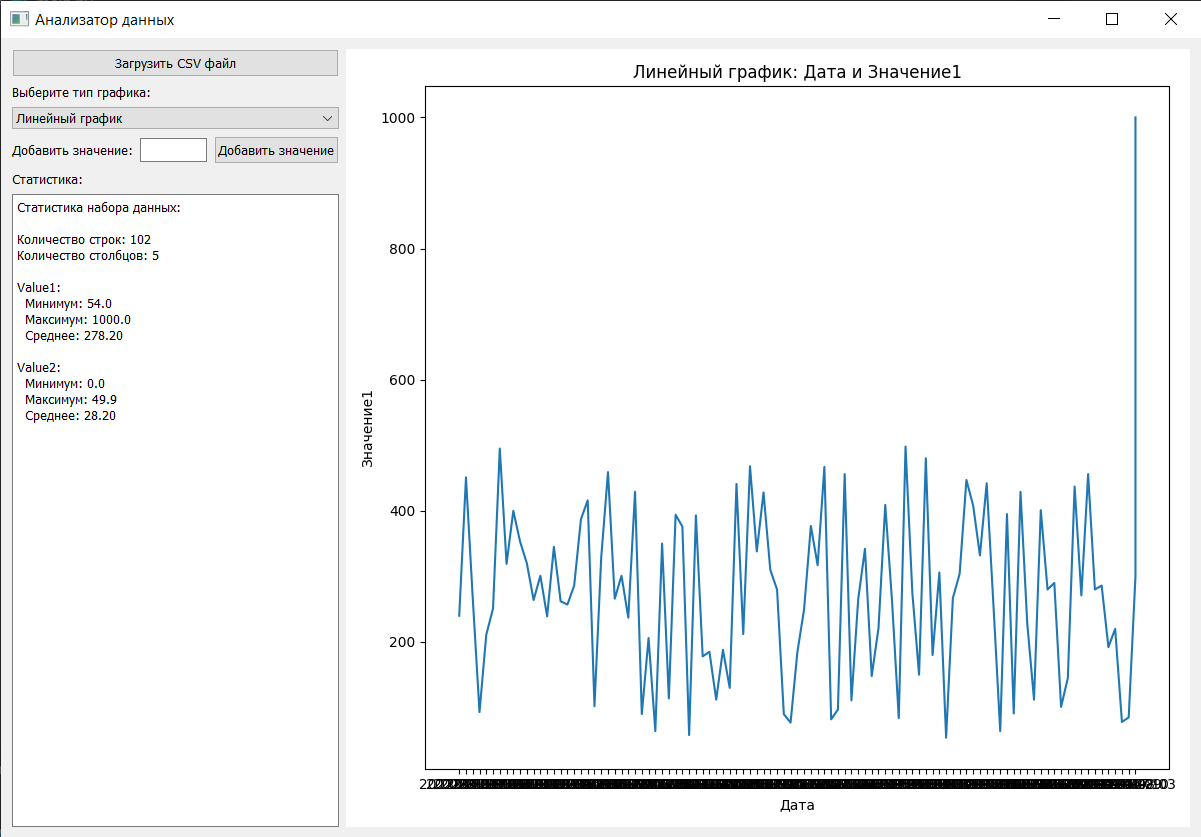 Анализатор данных
Загрузить CSV файл
Выберите тип графика:
Линейный график
Добавить значение:
Добавить значение
Статистика:
Статистика набора данных:
Количество строк: 102
Количество столбцов: 5
Value1:
Минимум: 54.0
Максимум: 1000.0
Среднее: 278.20
Value2:
Минимум: 0.0
Максимум: 49.9
Среднее: 28.20
Линейный график: Дата и Значение1
1000
800
600
400
200
Значение1
Дата